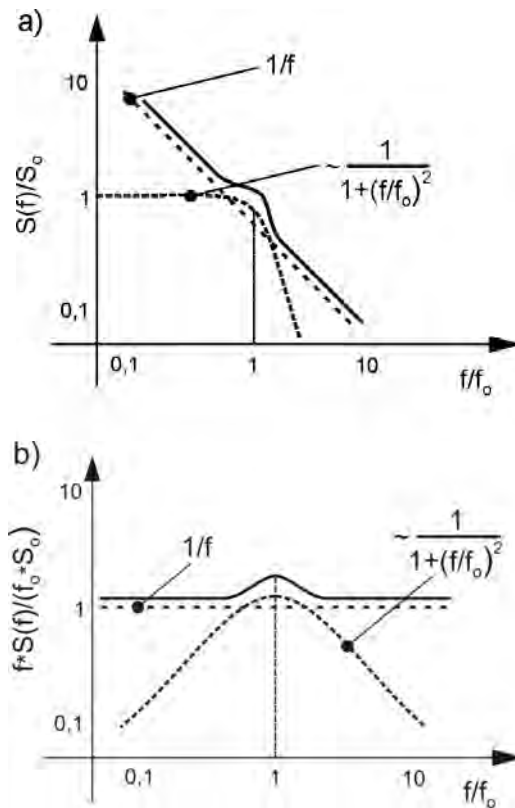 a)
1/f
10
~ 1
1+(f/fo)2
S(f)/So
1
0,1
0,1 1 10
f/fo
b)
10
~ 1
1+(f/fo)2
1/f
f*S(f)/(fo*So)
1
0,1
0,1 1 10
f/fo